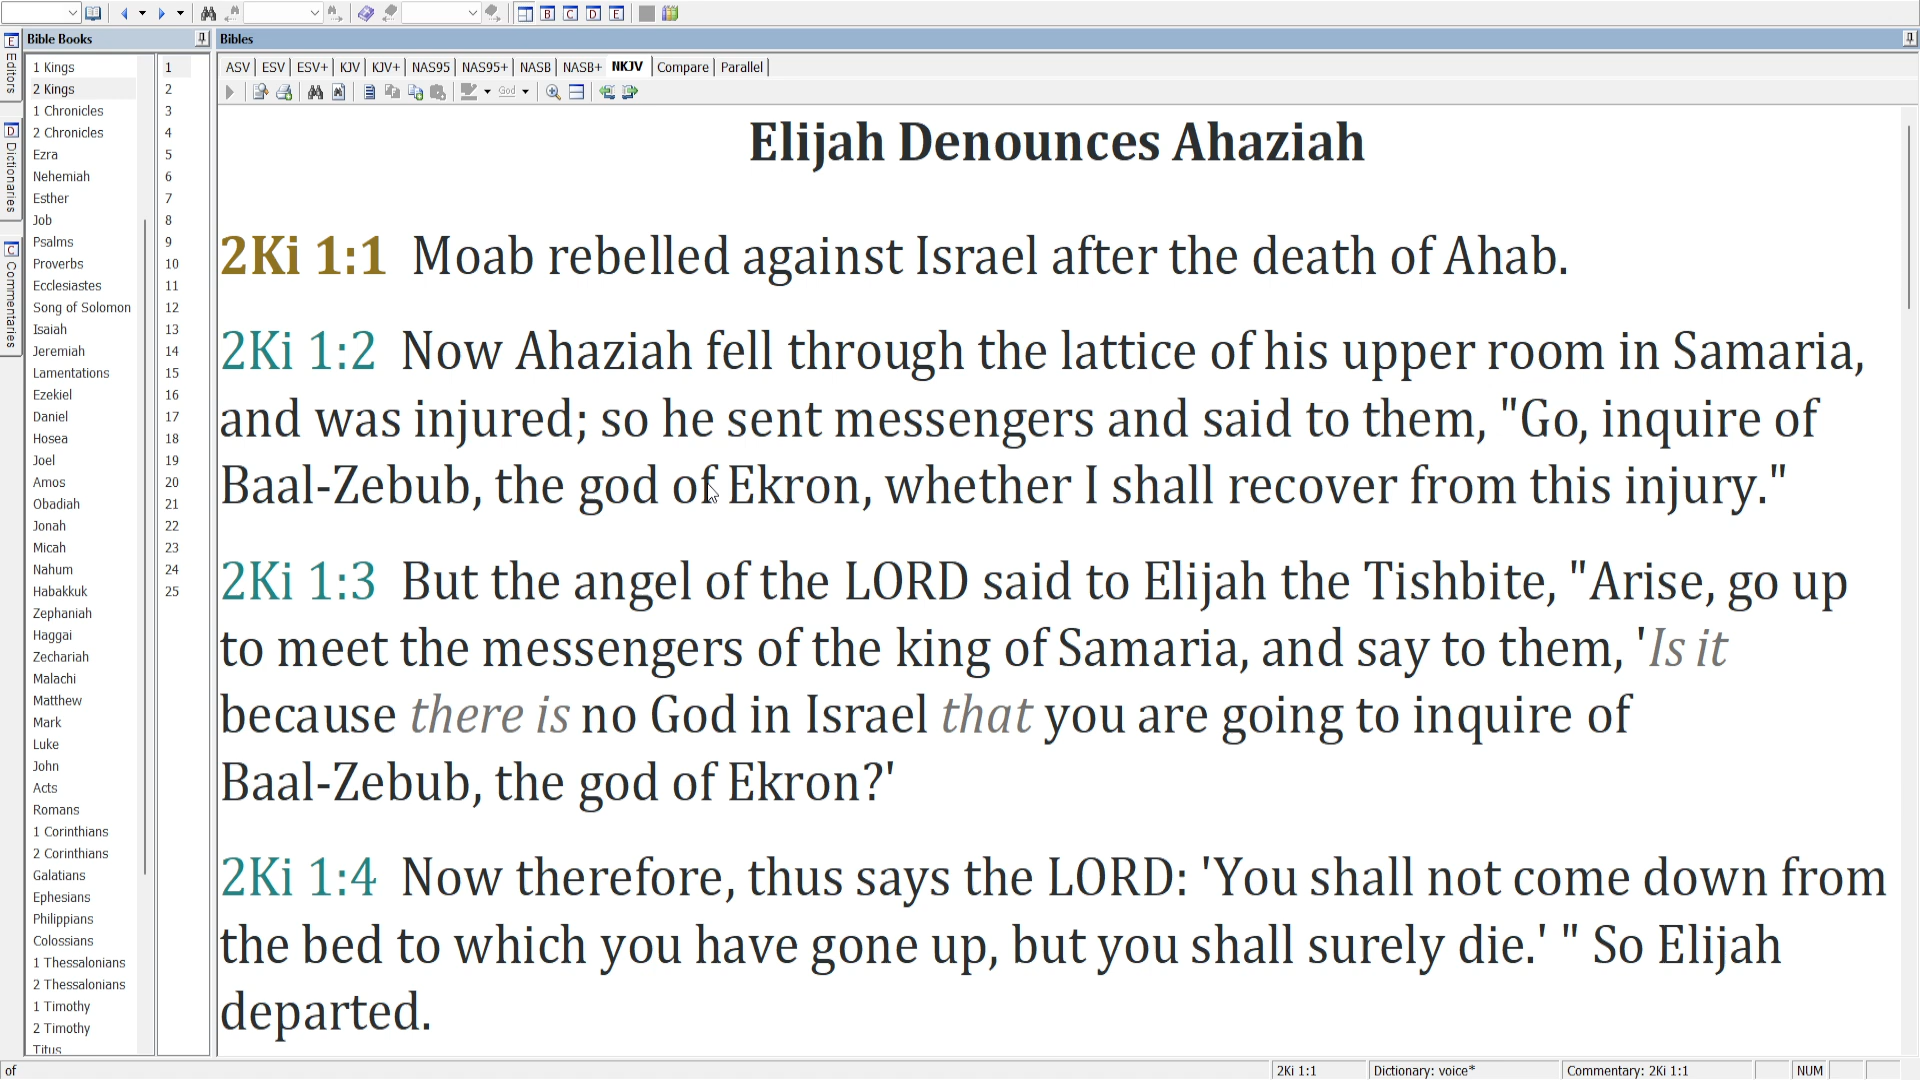 Bible Books
Bibles
Editors
Dictionaries
Commentaries
1 Kings
2 Kings
1 Chronicles
2 Chronicles
Ezra
Nehemiah
Esther
Job
Psalms
Proverbs
Ecclesiastes
Song of Solomon
Isaiah
Jeremiah
Lamentations
Ezekiel
Daniel
Hosea
Joel
Amos
Obadiah
Jonah
Micah
Nahum
Habakkuk
Zephaniah
Haggai
Zechariah
Malachi
Matthew
Mark
Luke
John
Acts
Romans
1 Corinthians
2 Corinthians
Galatians
Ephesians
Philippians
Colossians
1 Thessalonians
2 Thessalonians
1 Timothy
2 Timothy
Titus
1
2
3
4
5
6
7
8
9
10
11
12
13
14
15
16
17
18
19
20
21
22
23
24
25
ASV ESV ESV+ KJV KJV+ NAS95 NAS95+ NASB NASB+ NKJV Compare Parallel
God
Elijah Denounces Ahaziah
2Ki 1:1 Moab rebelled against Israel after the death of Ahab.
2Ki 1:2 Now Ahaziah fell through the lattice of his upper room in Samaria,
and was injured; so he sent messengers and said to them, "Go, inquire of
Baal-Zebub, the god of Ekron, whether I shall recover from this injury."
2Ki 1:3 But the angel of the LORD said to Elijah the Tishbite, "Arise, go up
to meet the messengers of the king of Samaria, and say to them, 'Is it
because there is no God in Israel that you are going to inquire of
Baal-Zebub, the god of Ekron?'
2Ki 1:4 Now therefore, thus says the LORD: 'You shall not come down from
the bed to which you have gone up, but you shall surely die.' " So Elijah
departed.
of
2Ki 1:1
Dictionary: voice*
Commentary: 2Ki 1:1
NUM